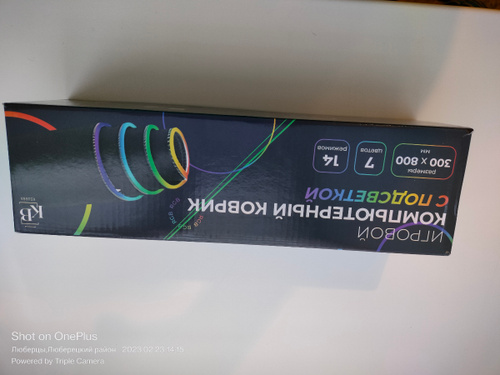 ИГРОВОЙ
КОМПЬЮТЕРНЫЙ КОВРИК
С ПОДСВЕТКОЙ
размеры
300 x 800
мм
7
цветов
14
режимов
KB
Shot on OnePlus
Люберцы,Люберецкий район
Powered by Triple Camera